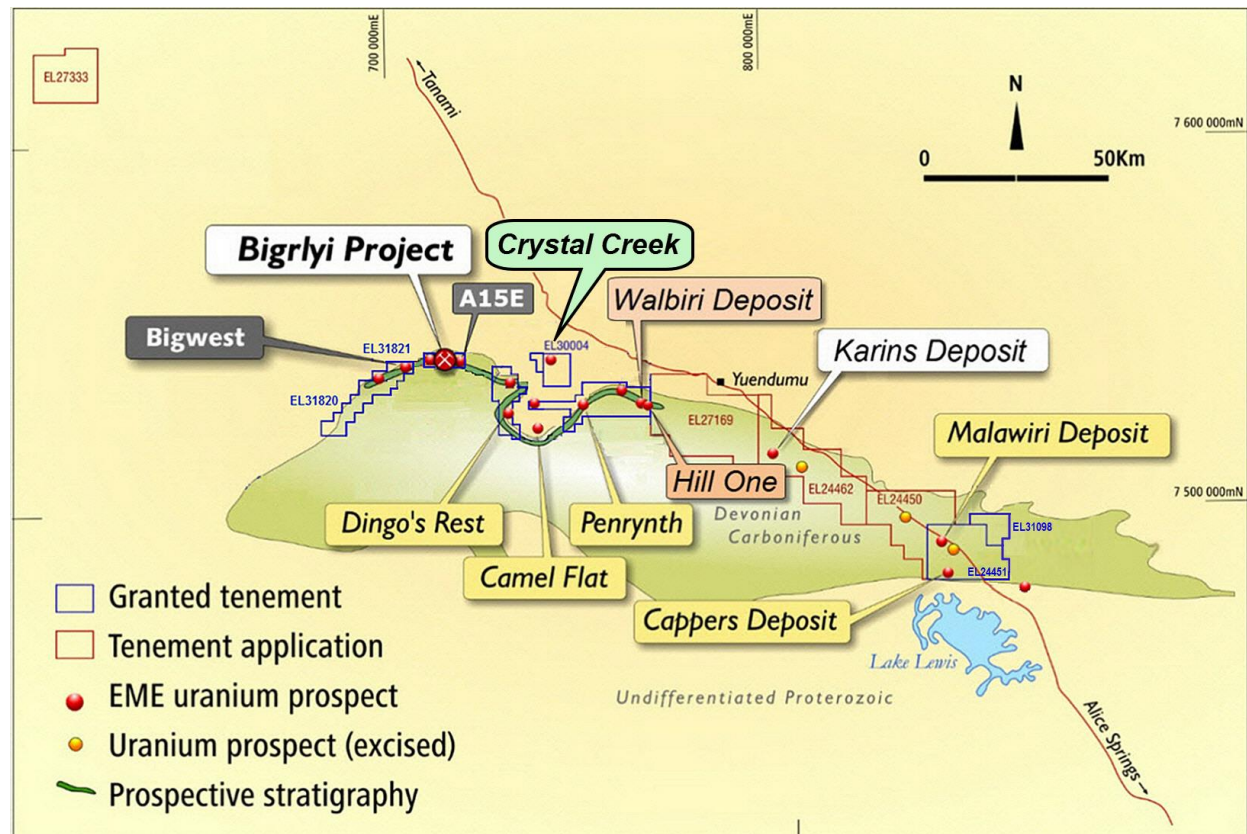 700 000mE
800 000mE
EL27333
←Tanami
N
7 600 000mN
0
50Km
Bigrlyi Project
Crystal Creek
A15E
Walbiri Deposit
Bigwest
EL31821
EL30004
Karins Deposit
Yuendumu
EL31820
EL27169
Malawiri Deposit
Hill One
EL24462
EL24450
7 500 000mN
Dingo's Rest
Penrynth
Devonian
Carboniferous
EL31098
Camel Flat
EL24451
Granted tenement
Cappers Deposit
Tenement application
Lake Lewis
EME uranium prospect
Undifferentiated Proterozoic
Uranium prospect (excised)
Alice Springs→
Prospective stratigraphy